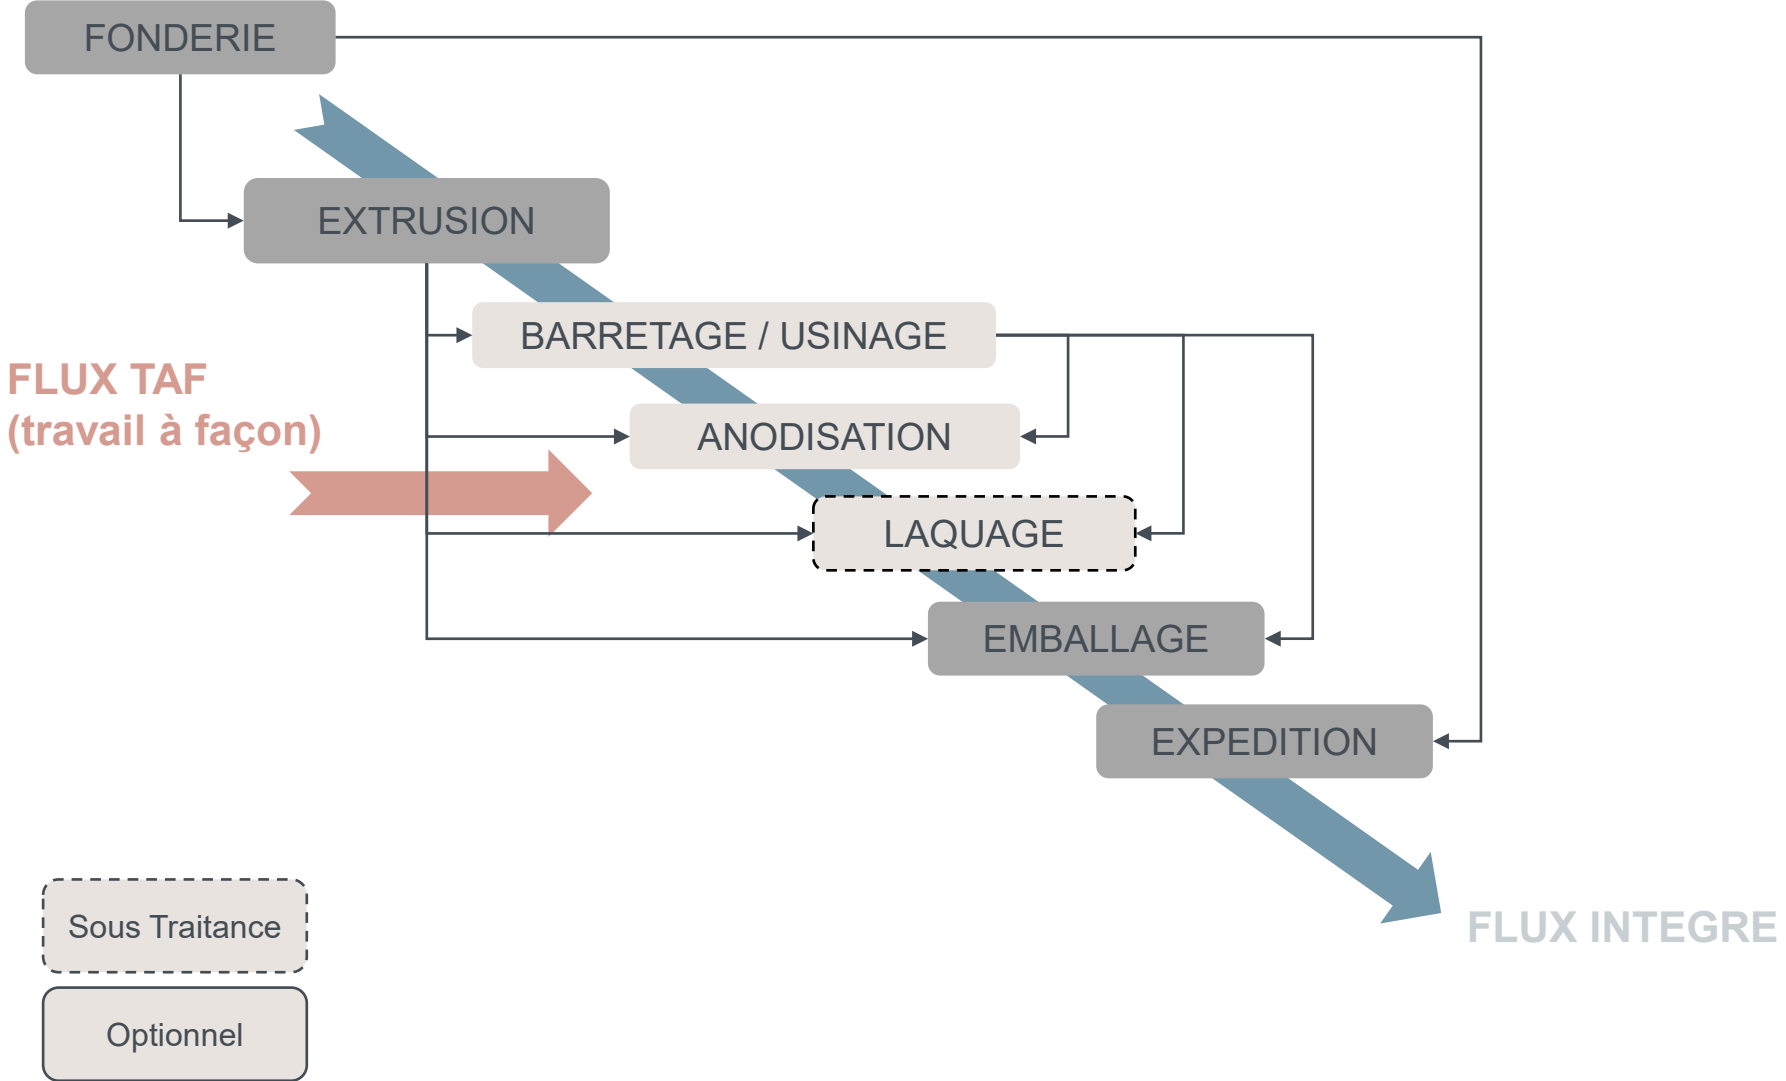 FONDERIE
EXTRUSION
BARRETAGE / USINAGE
FLUX TAF
(travail à façon)
ANODISATION
LAQUAGE
EMBALLAGE
EXPEDITION
FLUX INTEGRE
Sous Traitance
Optionnel